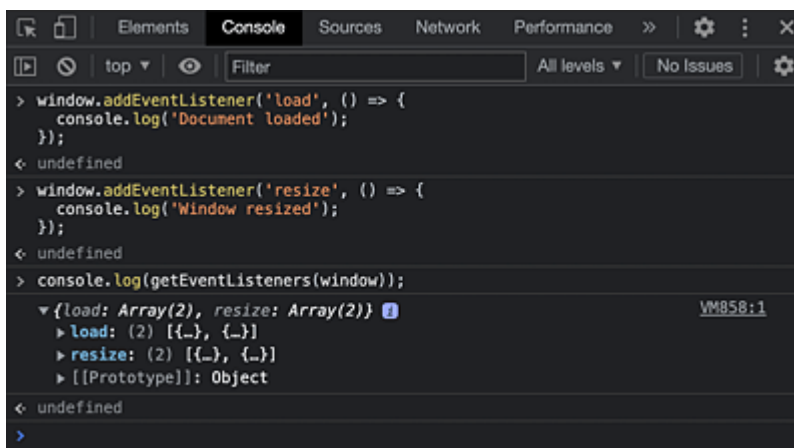 Elements Console Sources Network Performance »
top ▼ Filter All levels ▼ No Issues
> window.addEventListener('load', () => {
console.log('Document loaded');
});
< undefined
> window.addEventListener('resize', () => {
console.log('Window resized');
});
< undefined
> console.log(getEventListeners(window));
▼{load: Array(2), resize: Array(2)} i VM858:1
▶load: (2) [{…}, {…}]
▶resize: (2) [{…}, {…}]
▶[[Prototype]]: Object
< undefined
>